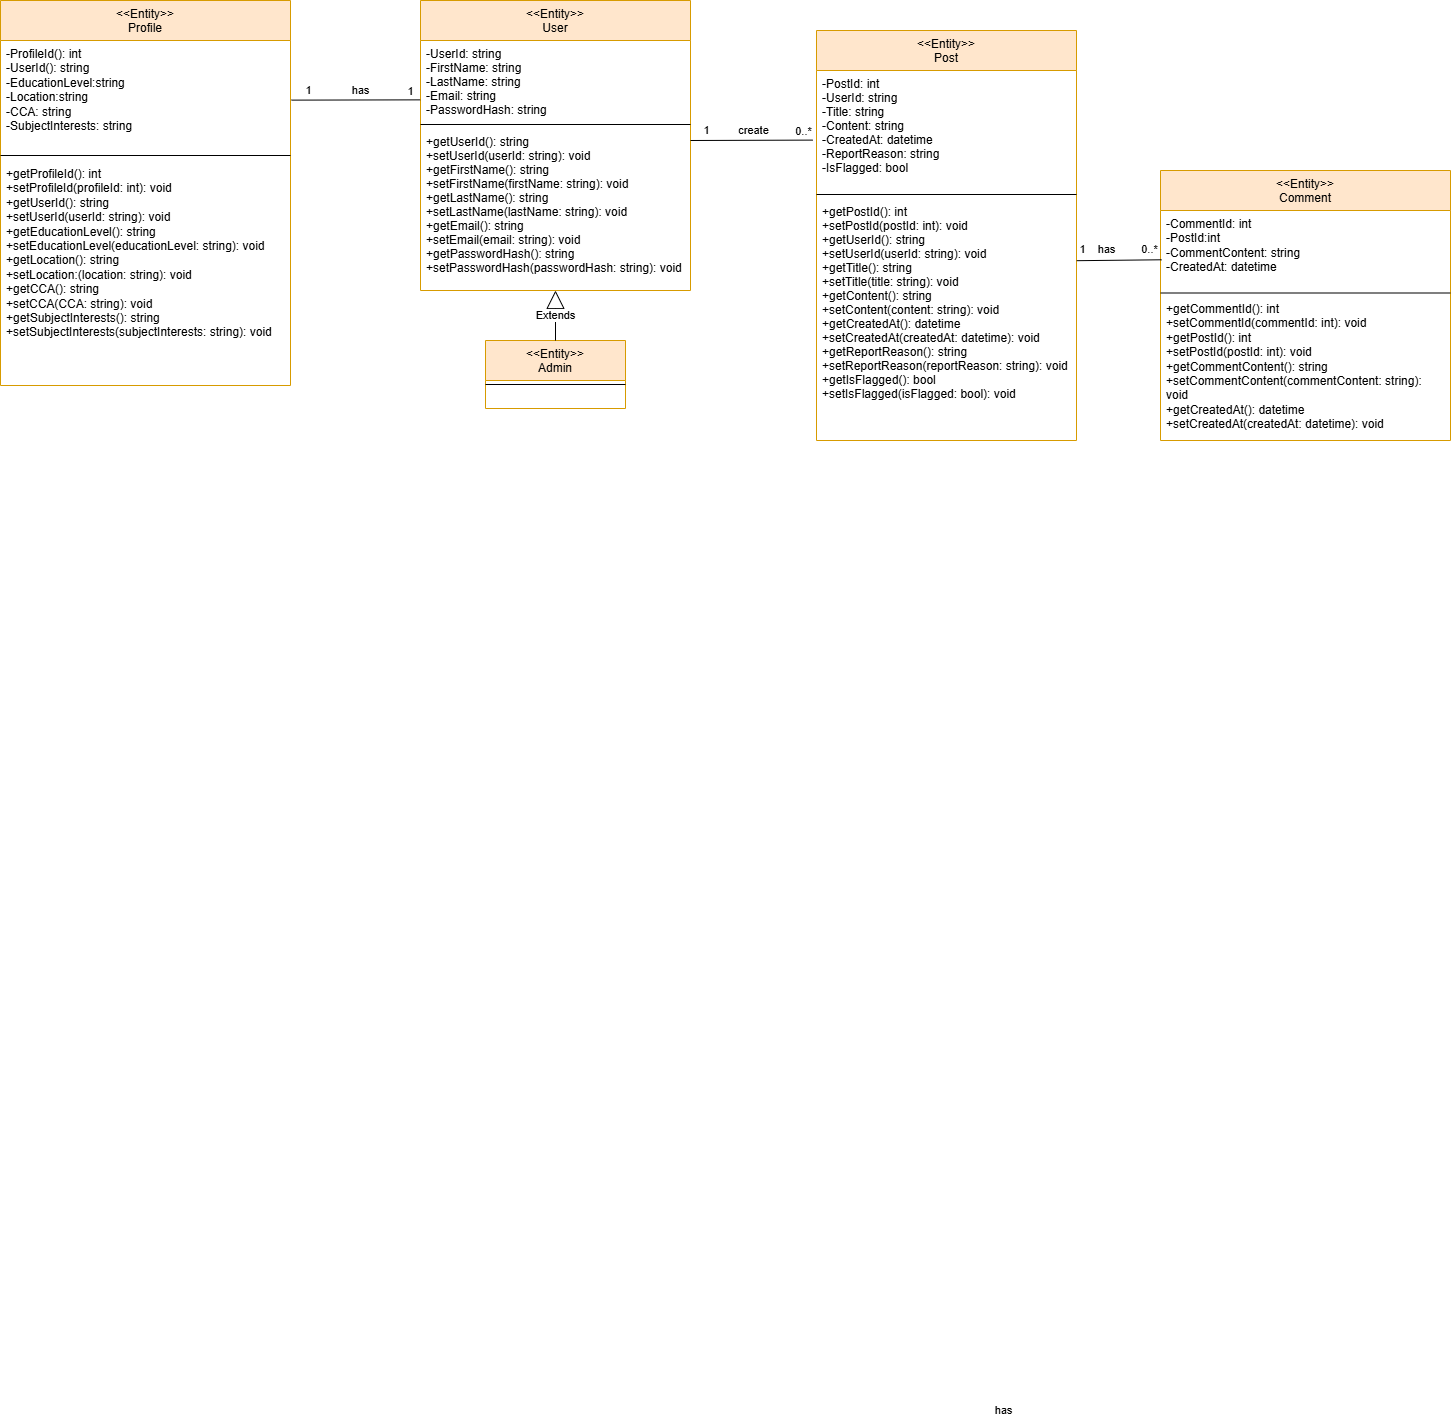 <<Entity>>
Profile
-ProfileId(): int
-UserId(): string
-EducationLevel:string
-Location:string
-CCA: string
-SubjectInterests: string
+getProfileId(): int
+setProfileId(profileId: int): void
+getUserId(): string
+setUserId(userId: string): void
+getEducationLevel(): string
+setEducationLevel(educationLevel: string): void
+getLocation(): string
+setLocation:(location: string): void
+getCCA(): string
+setCCA(CCA: string): void
+getSubjectInterests(): string
+setSubjectInterests(subjectInterests: string): void
1 has 1
<<Entity>>
User
-UserId: string
-FirstName: string
-LastName: string
-Email: string
-PasswordHash: string
+getUserId(): string
+setUserId(userId: string): void
+getFirstName(): string
+setFirstName(firstName: string): void
+getLastName(): string
+setLastName(lastName: string): void
+getEmail(): string
+setEmail(email: string): void
+getPasswordHash(): string
+setPasswordHash(passwordHash: string): void
Extends
<<Entity>>
Admin
1 create 0..*
<<Entity>>
Post
-PostId: int
-UserId: string
-Title: string
-Content: string
-CreatedAt: datetime
-ReportReason: string
-IsFlagged: bool
+getPostId(): int
+setPostId(postId: int): void
+getUserId(): string
+setUserId(userId: string): void
+getTitle(): string
+setTitle(title: string): void
+getContent(): string
+setContent(content: string): void
+getCreatedAt(): datetime
+setCreatedAt(createdAt: datetime): void
+getReportReason(): string
+setReportReason(reportReason: string): void
+getIsFlagged(): bool
+setIsFlagged(isFlagged: bool): void
1 has 0..*
<<Entity>>
Comment
-CommentId: int
-PostId:int
-CommentContent: string
-CreatedAt: datetime
+getCommentId(): int
+setCommentId(commentId: int): void
+getPostId(): int
+setPostId(postId: int): void
+getCommentContent(): string
+setCommentContent(commentContent: string):
void
+getCreatedAt(): datetime
+setCreatedAt(createdAt: datetime): void
has